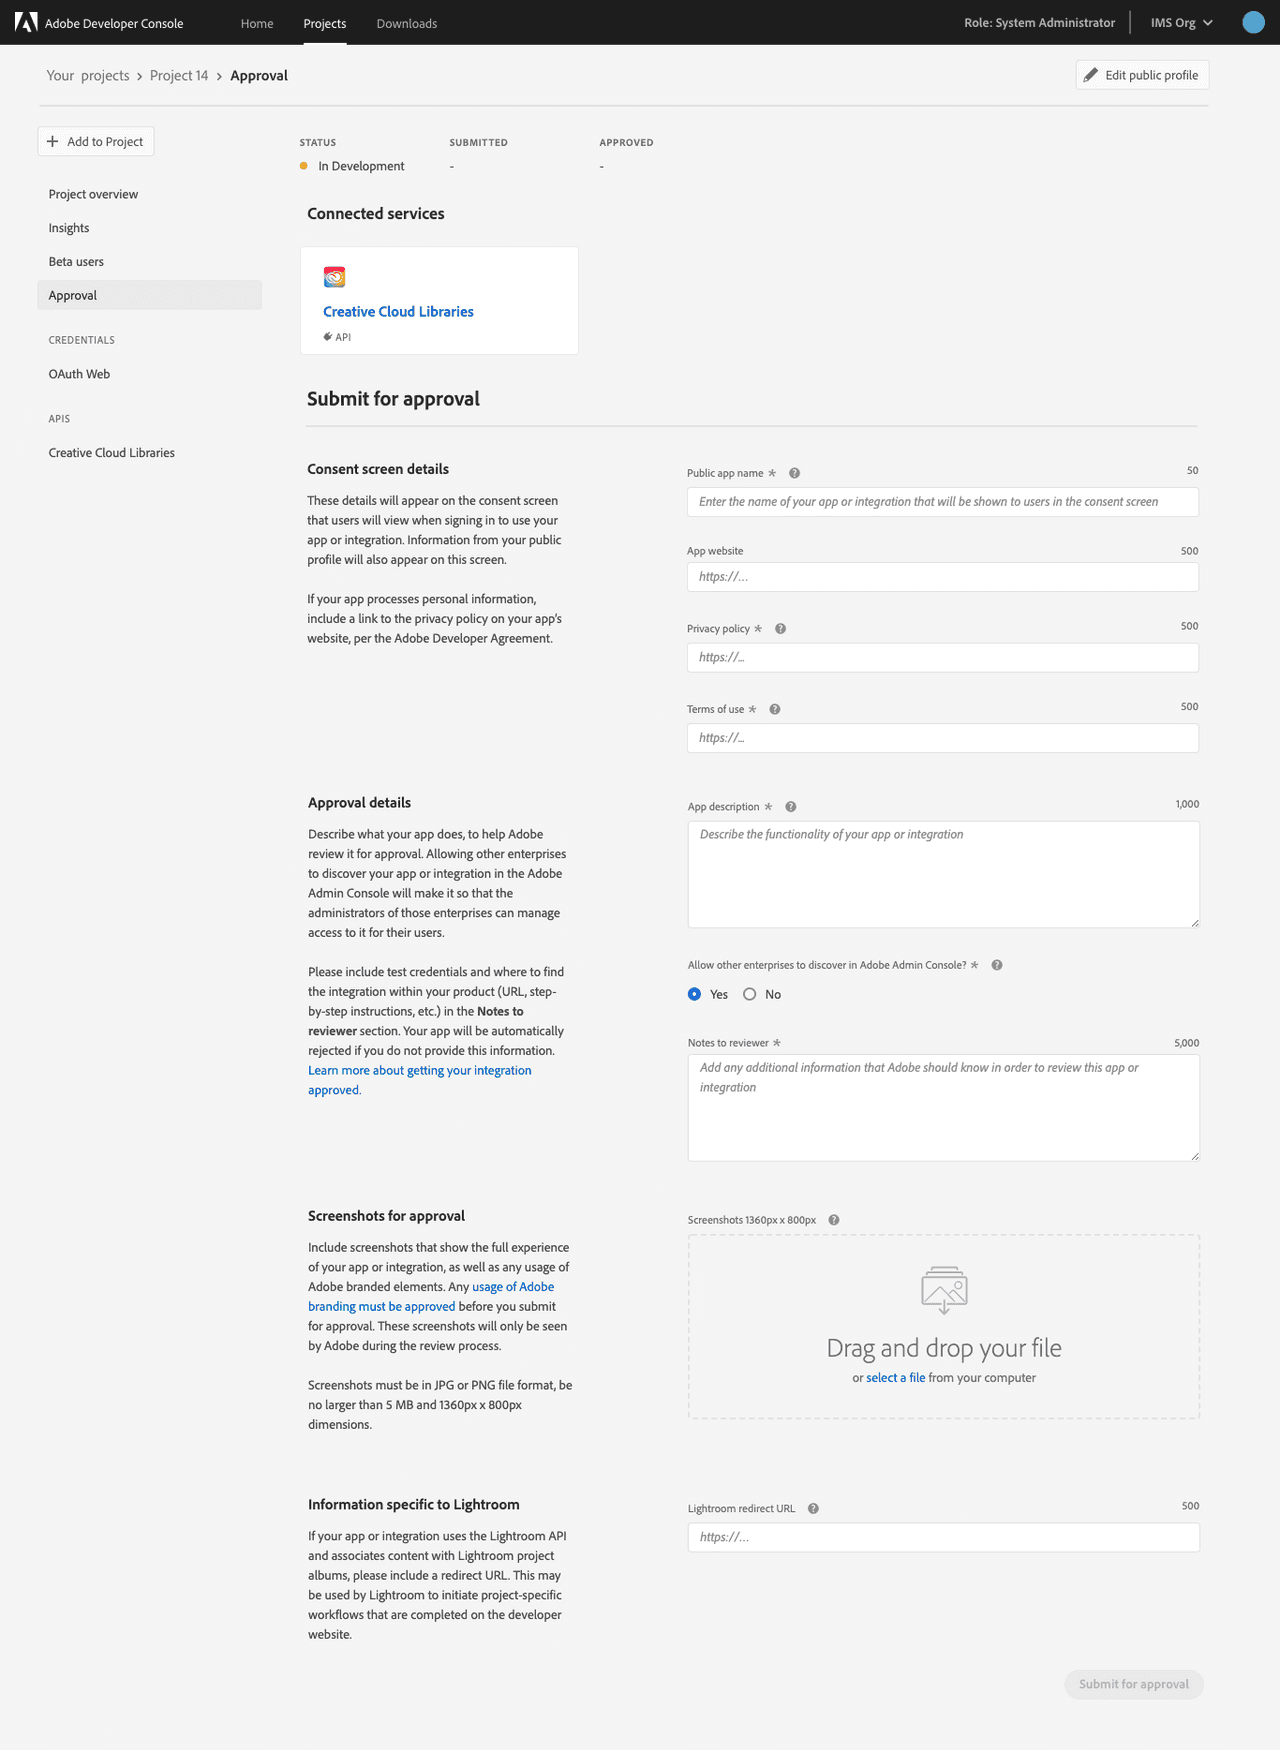 Adobe Developer Console
Home
Projects
Downloads
Role: System Administrator
IMS Org
Your projects › Project 14 › Approval
Edit public profile
Add to Project
Project overview
Insights
Beta users
Approval
CREDENTIALS
OAuth Web
APIS
Creative Cloud Libraries
STATUS
SUBMITTED
APPROVED
In Development
-
-
Connected services
Creative Cloud Libraries
API
Submit for approval
Consent screen details
These details will appear on the consent screen
that users will view when signing in to use your
app or integration. Information from your public
profile will also appear on this screen.
If your app processes personal information,
include a link to the privacy policy on your app's
website, per the Adobe Developer Agreement.
Public app name *
50
Enter the name of your app or integration that will be shown to users in the consent screen
App website
500
https://...
Privacy policy *
500
https://...
Terms of use *
500
https://...
Approval details
Describe what your app does, to help Adobe
review it for approval. Allowing other enterprises
to discover your app or integration in the Adobe
Admin Console will make it so that the
administrators of those enterprises can manage
access to it for their users.
Please include test credentials and where to find
the integration within your product (URL, step-
by-step instructions, etc.) in the Notes to
reviewer section. Your app will be automatically
rejected if you do not provide this information.
Learn more about getting your integration
approved.
App description *
1,000
Describe the functionality of your app or integration
Allow other enterprises to discover in Adobe Admin Console? *
Yes
No
Notes to reviewer *
5,000
Add any additional information that Adobe should know in order to review this app or
integration
Screenshots for approval
Include screenshots that show the full experience
of your app or integration, as well as any usage of
Adobe branded elements. Any usage of Adobe
branding must be approved before you submit
for approval. These screenshots will only be seen
by Adobe during the review process.
Screenshots must be in JPG or PNG file format, be
no larger than 5 MB and 1360px x 800px
dimensions.
Screenshots 1360px x 800px
Drag and drop your file
or select a file from your computer
Information specific to Lightroom
If your app or integration uses the Lightroom API
and associates content with Lightroom project
albums, please include a redirect URL. This may
be used by Lightroom to initiate project-specific
workflows that are completed on the developer
website.
Lightroom redirect URL
500
https://...
Submit for approval